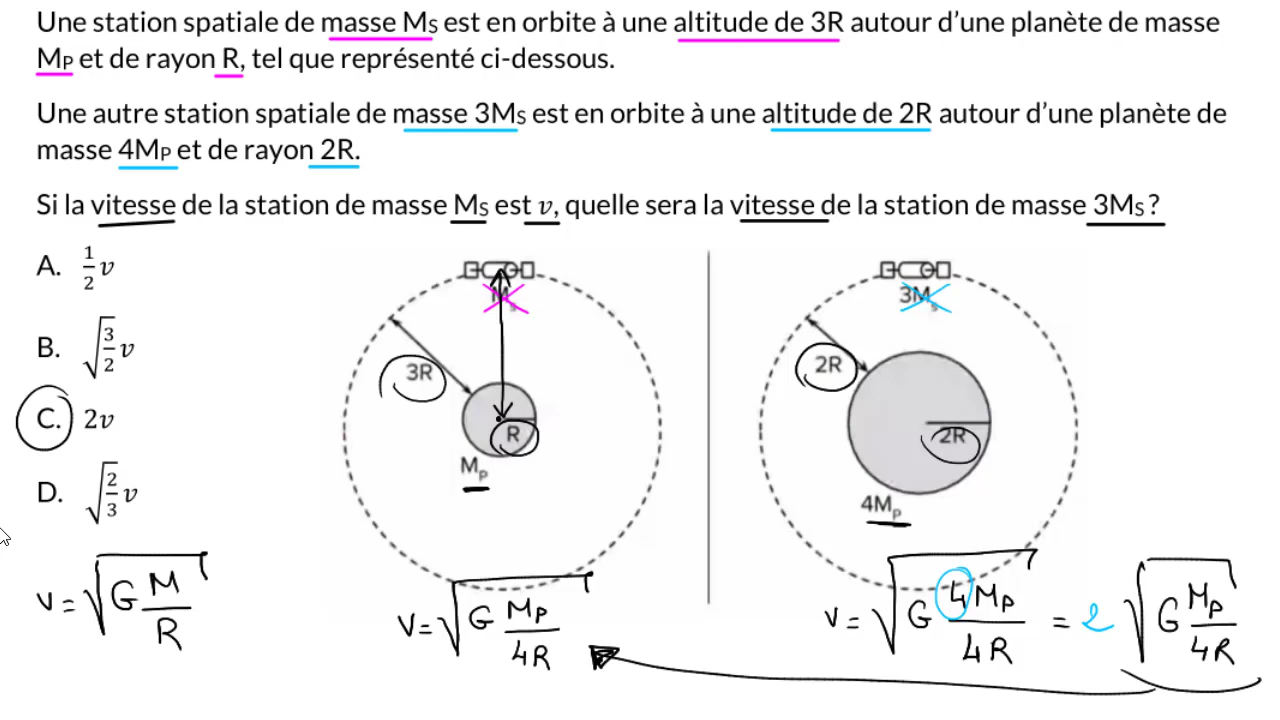 Une station spatiale de masse Ms est en orbite à une altitude de 3R autour d'une planète de masse
MP et de rayon R, tel que représenté ci-dessous.
Une autre station spatiale de masse 3Ms est en orbite à une altitude de 2R autour d'une planète de
masse 4MP et de rayon 2R.
Si la vitesse de la station de masse Ms est v, quelle sera la vitesse de la station de masse 3Ms ?
A. 1/2 v
B. √(3/2) v
C. 2v
D. √(2/3) v
Ms
3R
R
Mp
3Ms
2R
2R
4Mp
V = √(G M/R)
V = √(G Mp/4R)
V = √(G 4Mp/4R) = 2 √(G Mp/4R)